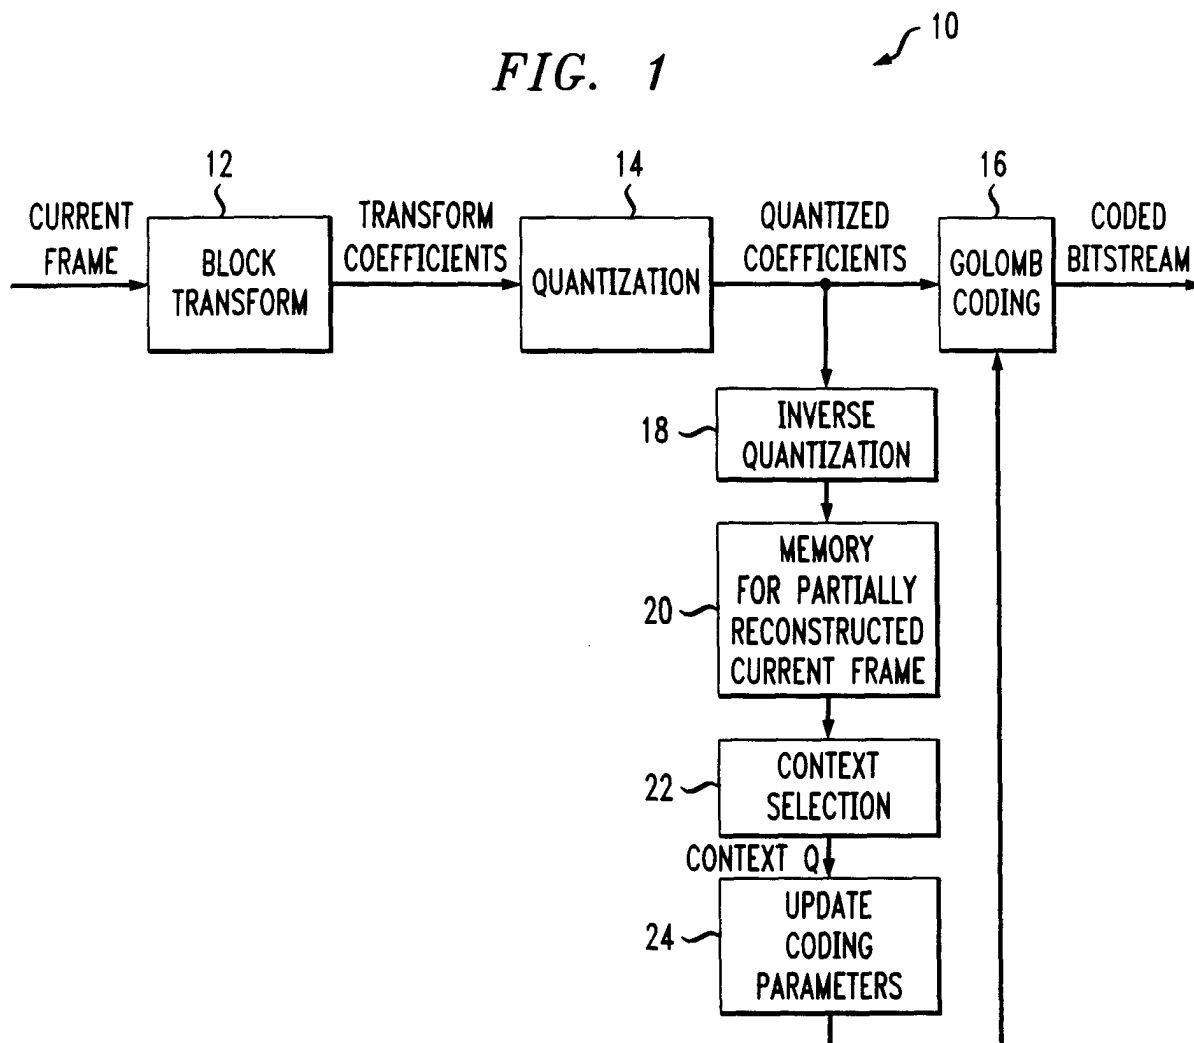 FIG. 1
10
12
14
16
CURRENT
FRAME
BLOCK
TRANSFORM
TRANSFORM
COEFFICIENTS
QUANTIZATION
QUANTIZED
COEFFICIENTS
GOLOMB
CODING
CODED
BITSTREAM
18
INVERSE
QUANTIZATION
20
MEMORY
FOR PARTIALLY
RECONSTRUCTED
CURRENT FRAME
22
CONTEXT
SELECTION
CONTEXT Q
24
UPDATE
CODING
PARAMETERS